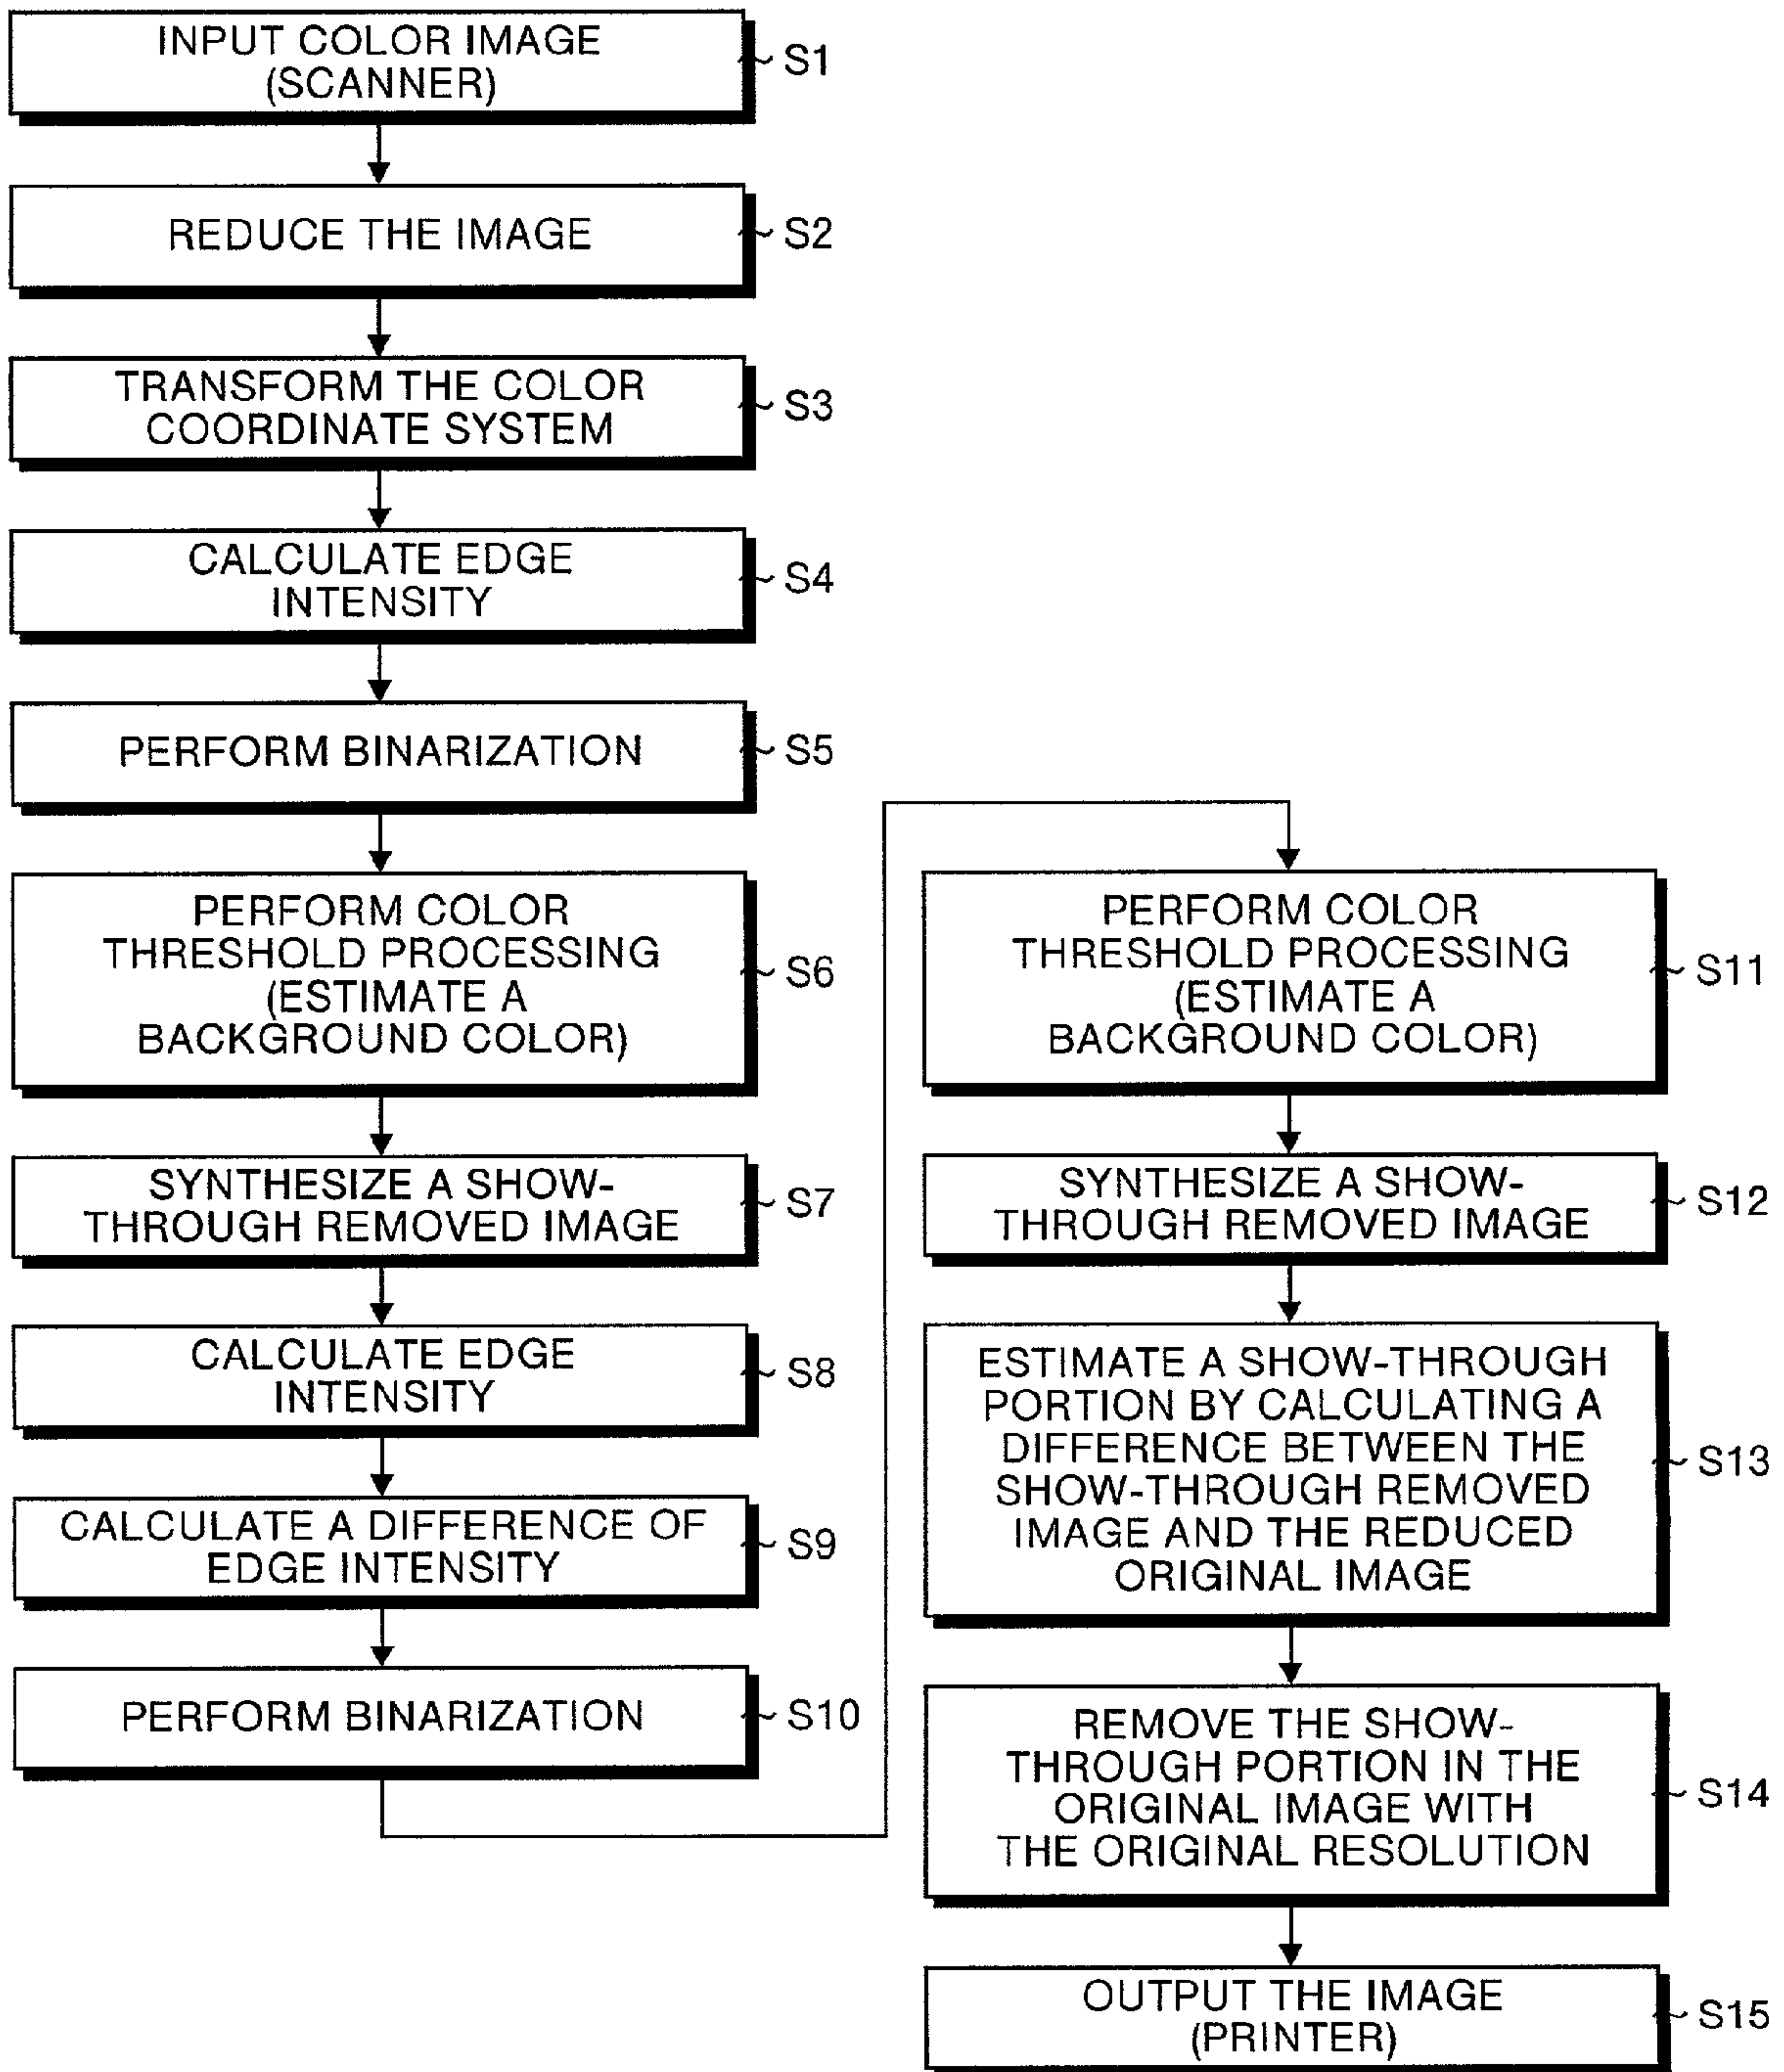 INPUT COLOR IMAGE
(SCANNER)
S1
REDUCE THE IMAGE
S2
TRANSFORM THE COLOR
COORDINATE SYSTEM
S3
CALCULATE EDGE
INTENSITY
S4
PERFORM BINARIZATION
S5
PERFORM COLOR
THRESHOLD PROCESSING
(ESTIMATE A
BACKGROUND COLOR)
S6
SYNTHESIZE A SHOW-
THROUGH REMOVED IMAGE
S7
CALCULATE EDGE
INTENSITY
S8
CALCULATE A DIFFERENCE OF
EDGE INTENSITY
S9
PERFORM BINARIZATION
S10
PERFORM COLOR
THRESHOLD PROCESSING
(ESTIMATE A
BACKGROUND COLOR)
S11
SYNTHESIZE A SHOW-
THROUGH REMOVED IMAGE
S12
ESTIMATE A SHOW-THROUGH
PORTION BY CALCULATING A
DIFFERENCE BETWEEN THE
SHOW-THROUGH REMOVED
IMAGE AND THE REDUCED
ORIGINAL IMAGE
S13
REMOVE THE SHOW-
THROUGH PORTION IN THE
ORIGINAL IMAGE WITH
THE ORIGINAL RESOLUTION
S14
OUTPUT THE IMAGE
(PRINTER)
S15